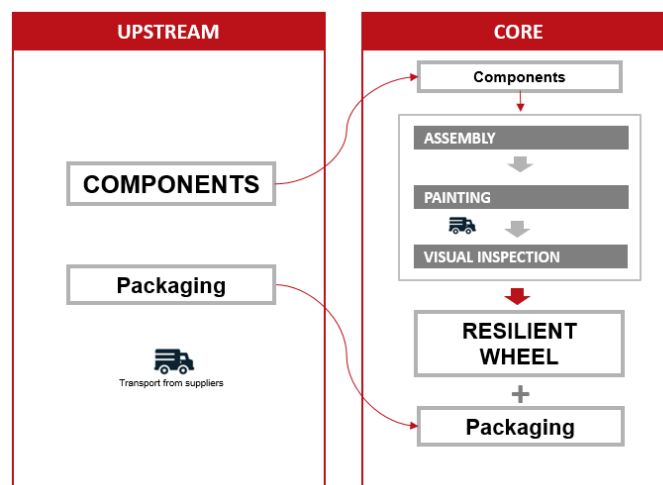 UPSTREAM
COMPONENTS
Packaging
Transport from suppliers
CORE
Components
ASSEMBLY
PAINTING
VISUAL INSPECTION
RESILIENT
WHEEL
+
Packaging